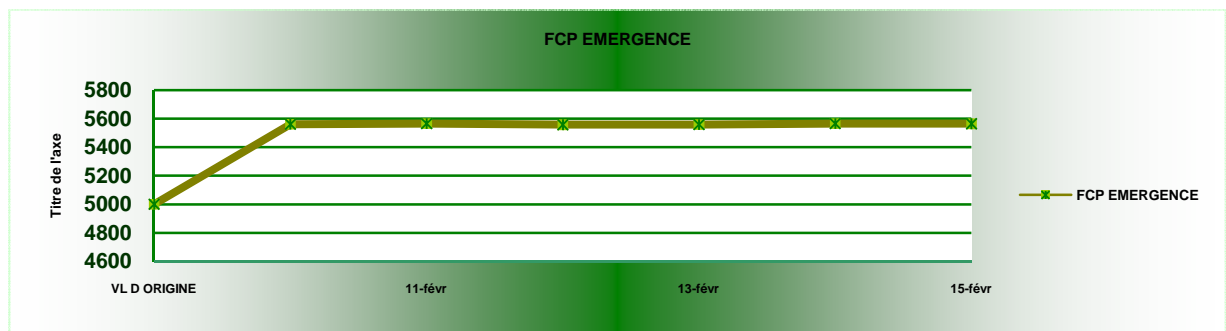 FCP EMERGENCE
5800
5600
5400
5200
5000
4800
4600
Titre de l'axe
FCP EMERGENCE
VL D ORIGINE
11-févr
13-févr
15-févr